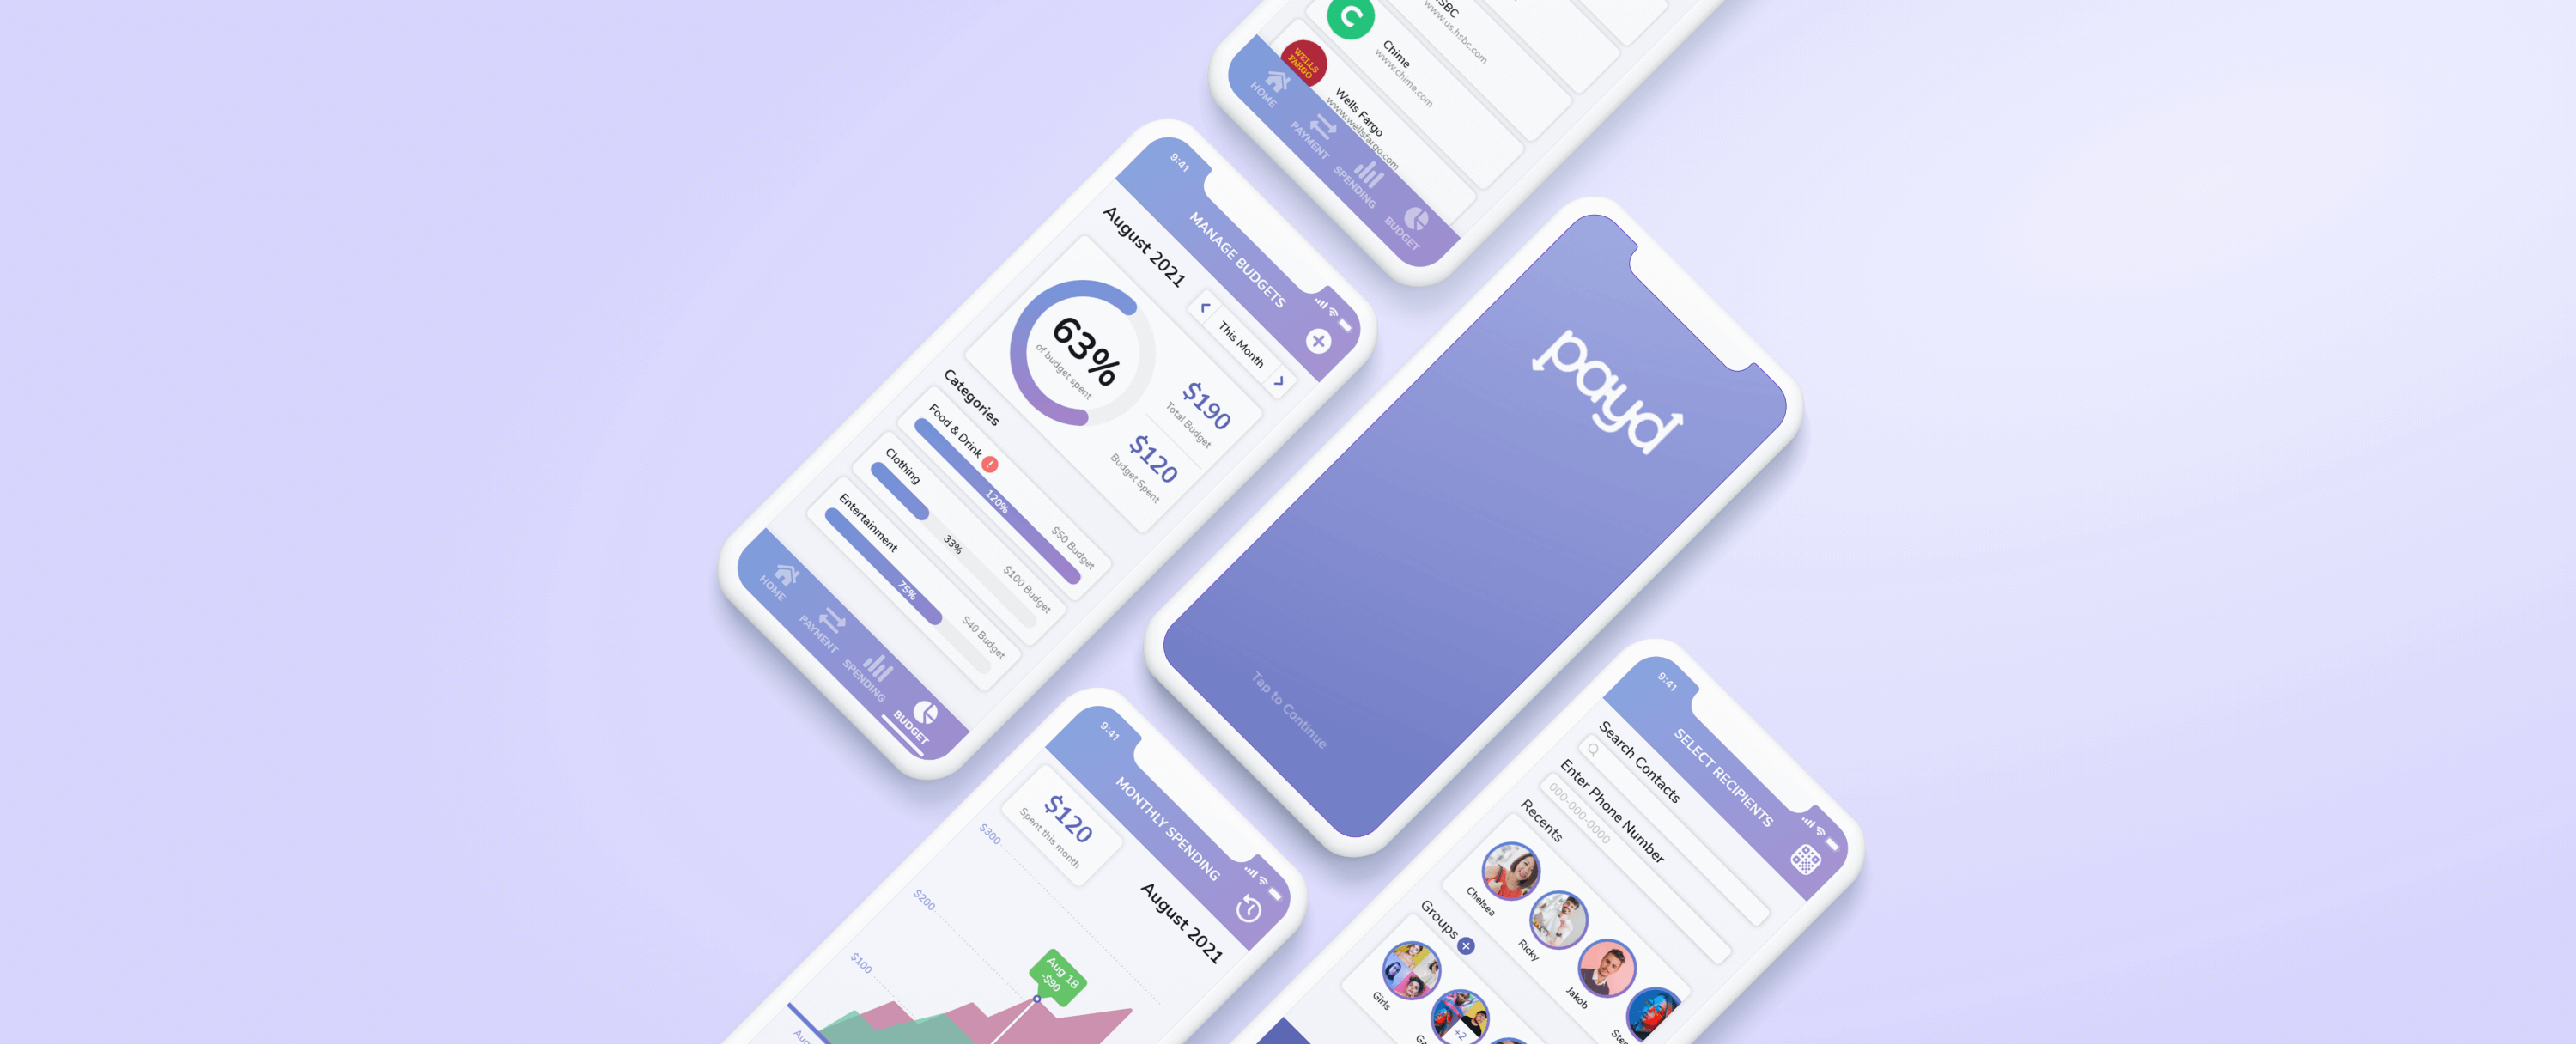 HSBC
www.us.hsbc.com
Chime
www.chime.com
WELLS
FARGO
Wells Fargo
www.wellsfargo.com
HOME
PAYMENT
SPENDING
BUDGET
9:41
MANAGE BUDGETS
August 2021
This Month
63%
of budget spent
$190
Total Budget
$120
Budget Spent
Categories
Food & Drink
120%
$50 Budget
Clothing
33%
$100 Budget
Entertainment
75%
$40 Budget
HOME
PAYMENT
SPENDING
BUDGET
payd
Tap to Continue
9:41
MONTHLY SPENDING
$120
Spent this month
August 2021
$300
$200
$100
Aug 18
-$90
Aug
9:41
SELECT RECIPIENTS
Search Contacts
Enter Phone Number
000-000-0000
Recents
Chelsea
Ricky
Jakob
Groups
Girls
+2